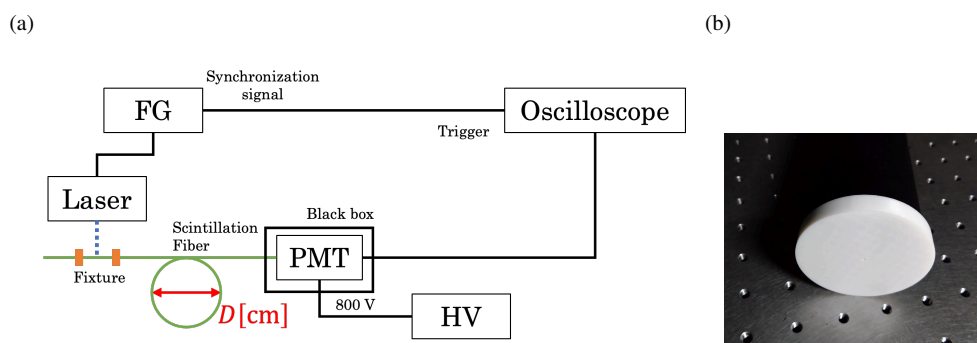 (a)
(b)
Synchronization
signal
FG
Oscilloscope
Trigger
Laser
Scintillation
Fiber
Black box
PMT
Fixture
800 V
D [cm]
HV